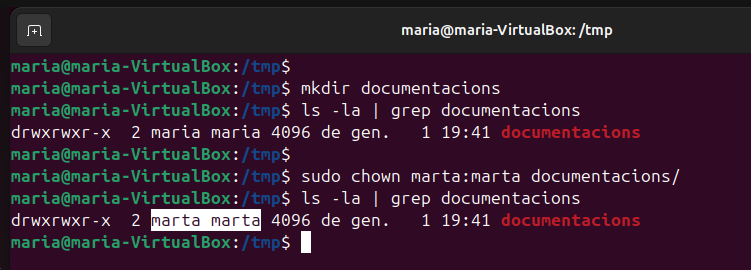 maria@maria-VirtualBox: /tmp
maria@maria-VirtualBox:/tmp$
maria@maria-VirtualBox:/tmp$ mkdir documentacions
maria@maria-VirtualBox:/tmp$ ls -la | grep documentacions
drwxrwxr-x  2 maria maria 4096 de gen.   1 19:41 documentacions
maria@maria-VirtualBox:/tmp$
maria@maria-VirtualBox:/tmp$ sudo chown marta:marta documentacions/
maria@maria-VirtualBox:/tmp$ ls -la | grep documentacions
drwxrwxr-x  2 marta marta 4096 de gen.   1 19:41 documentacions
maria@maria-VirtualBox:/tmp$